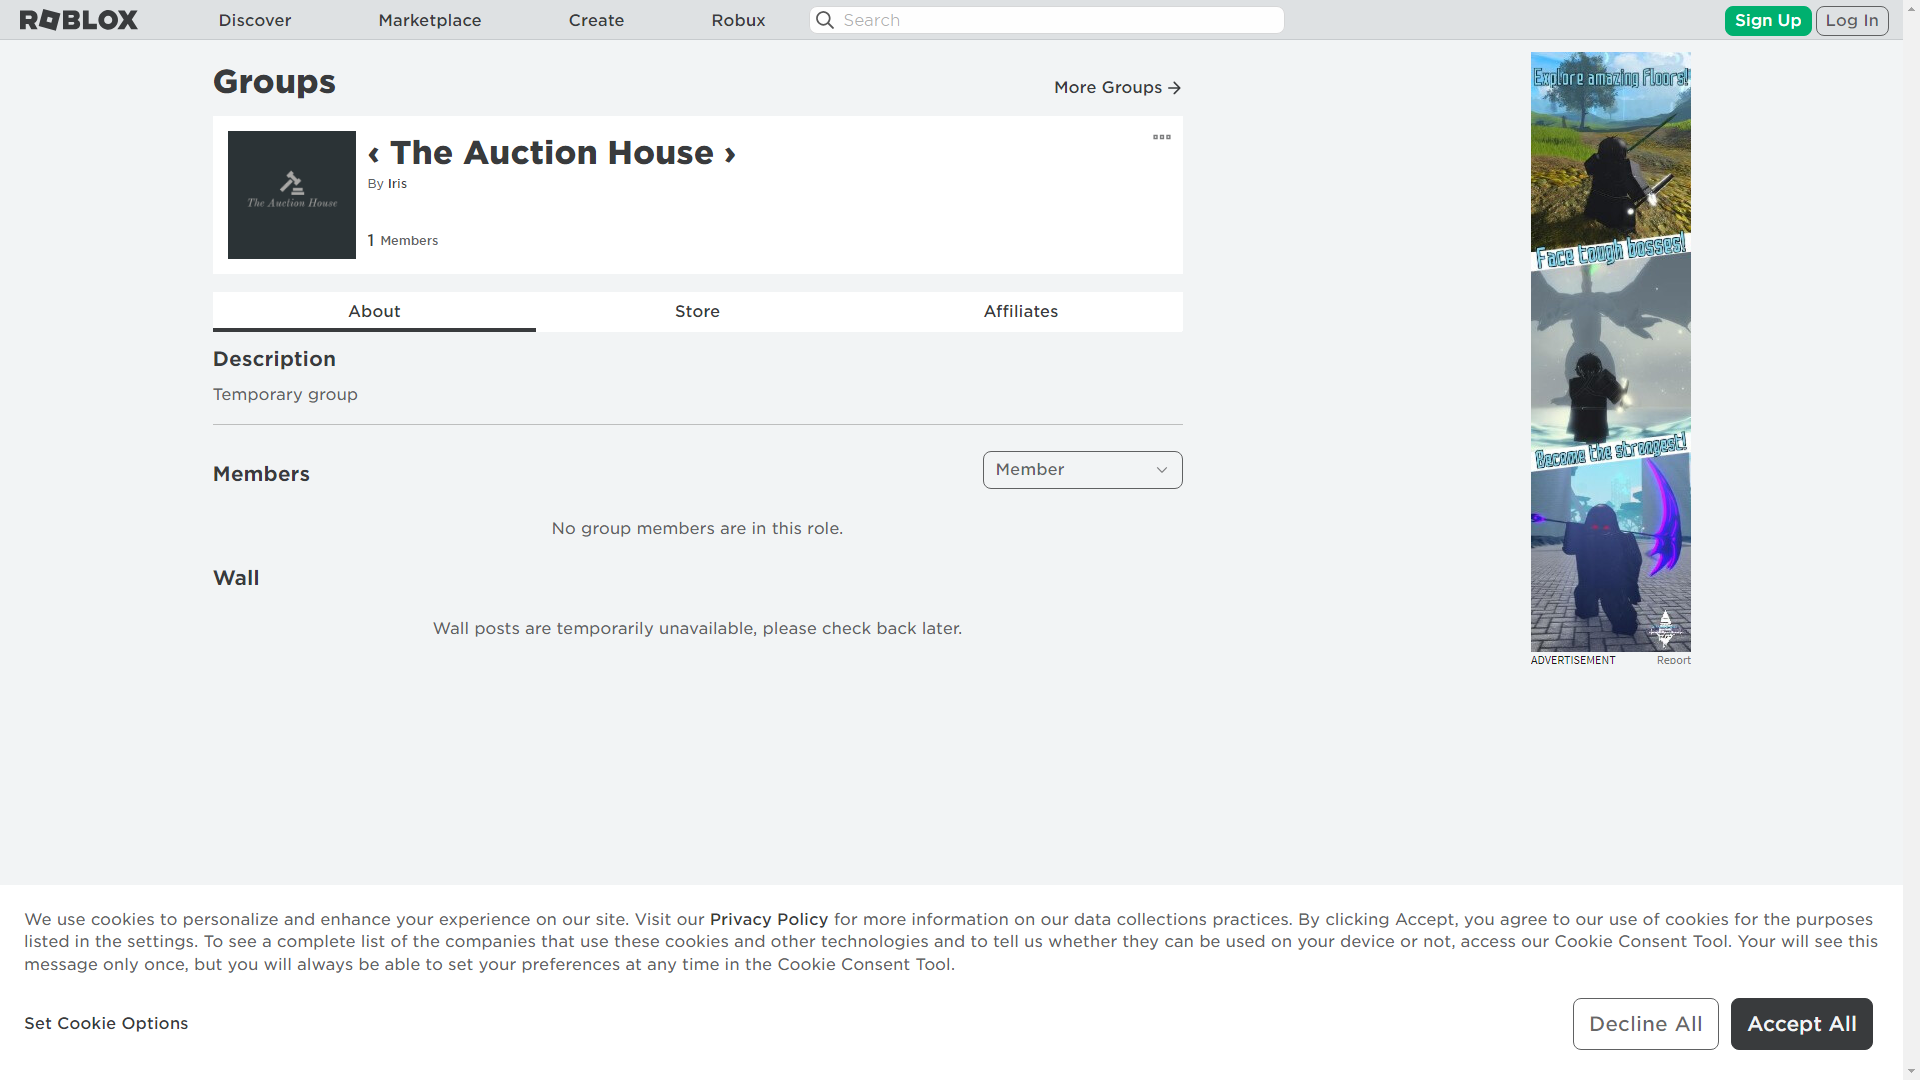 ROBLOX
Discover
Marketplace
Create
Robux
Search
Sign Up
Log In
Groups
More Groups
The Auction House
‹ The Auction House ›
By Iris
1 Members
About
Store
Affiliates
Description
Temporary group
Members
Member
No group members are in this role.
Wall
Wall posts are temporarily unavailable, please check back later.
Explore amazing floors!
Face tough bosses!
Become the strongest!
ADVERTISEMENT
Report
We use cookies to personalize and enhance your experience on our site. Visit our Privacy Policy for more information on our data collections practices. By clicking Accept, you agree to our use of cookies for the purposes
listed in the settings. To see a complete list of the companies that use these cookies and other technologies and to tell us whether they can be used on your device or not, access our Cookie Consent Tool. Your will see this
message only once, but you will always be able to set your preferences at any time in the Cookie Consent Tool.
Set Cookie Options
Decline All
Accept All